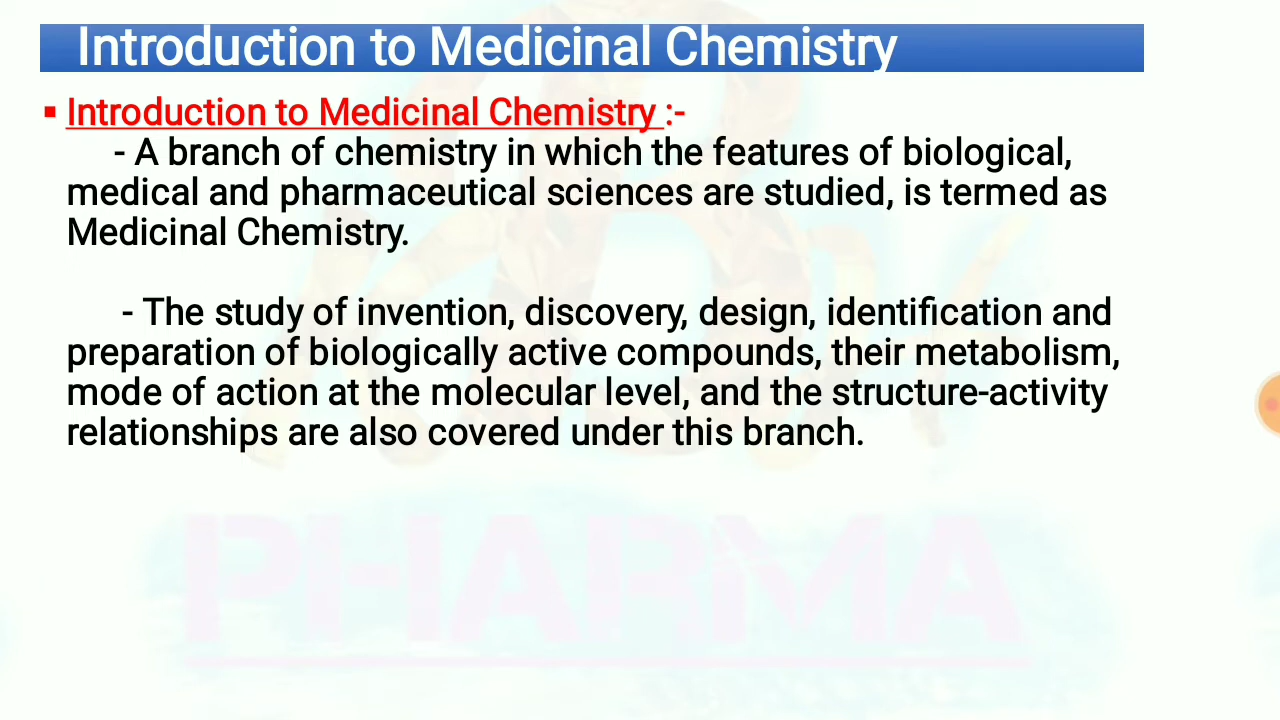 Introduction to Medicinal Chemistry
▪ Introduction to Medicinal Chemistry :-
- A branch of chemistry in which the features of biological,
medical and pharmaceutical sciences are studied, is termed as
Medicinal Chemistry.
- The study of invention, discovery, design, identification and
preparation of biologically active compounds, their metabolism,
mode of action at the molecular level, and the structure-activity
relationships are also covered under this branch.
PHARMA